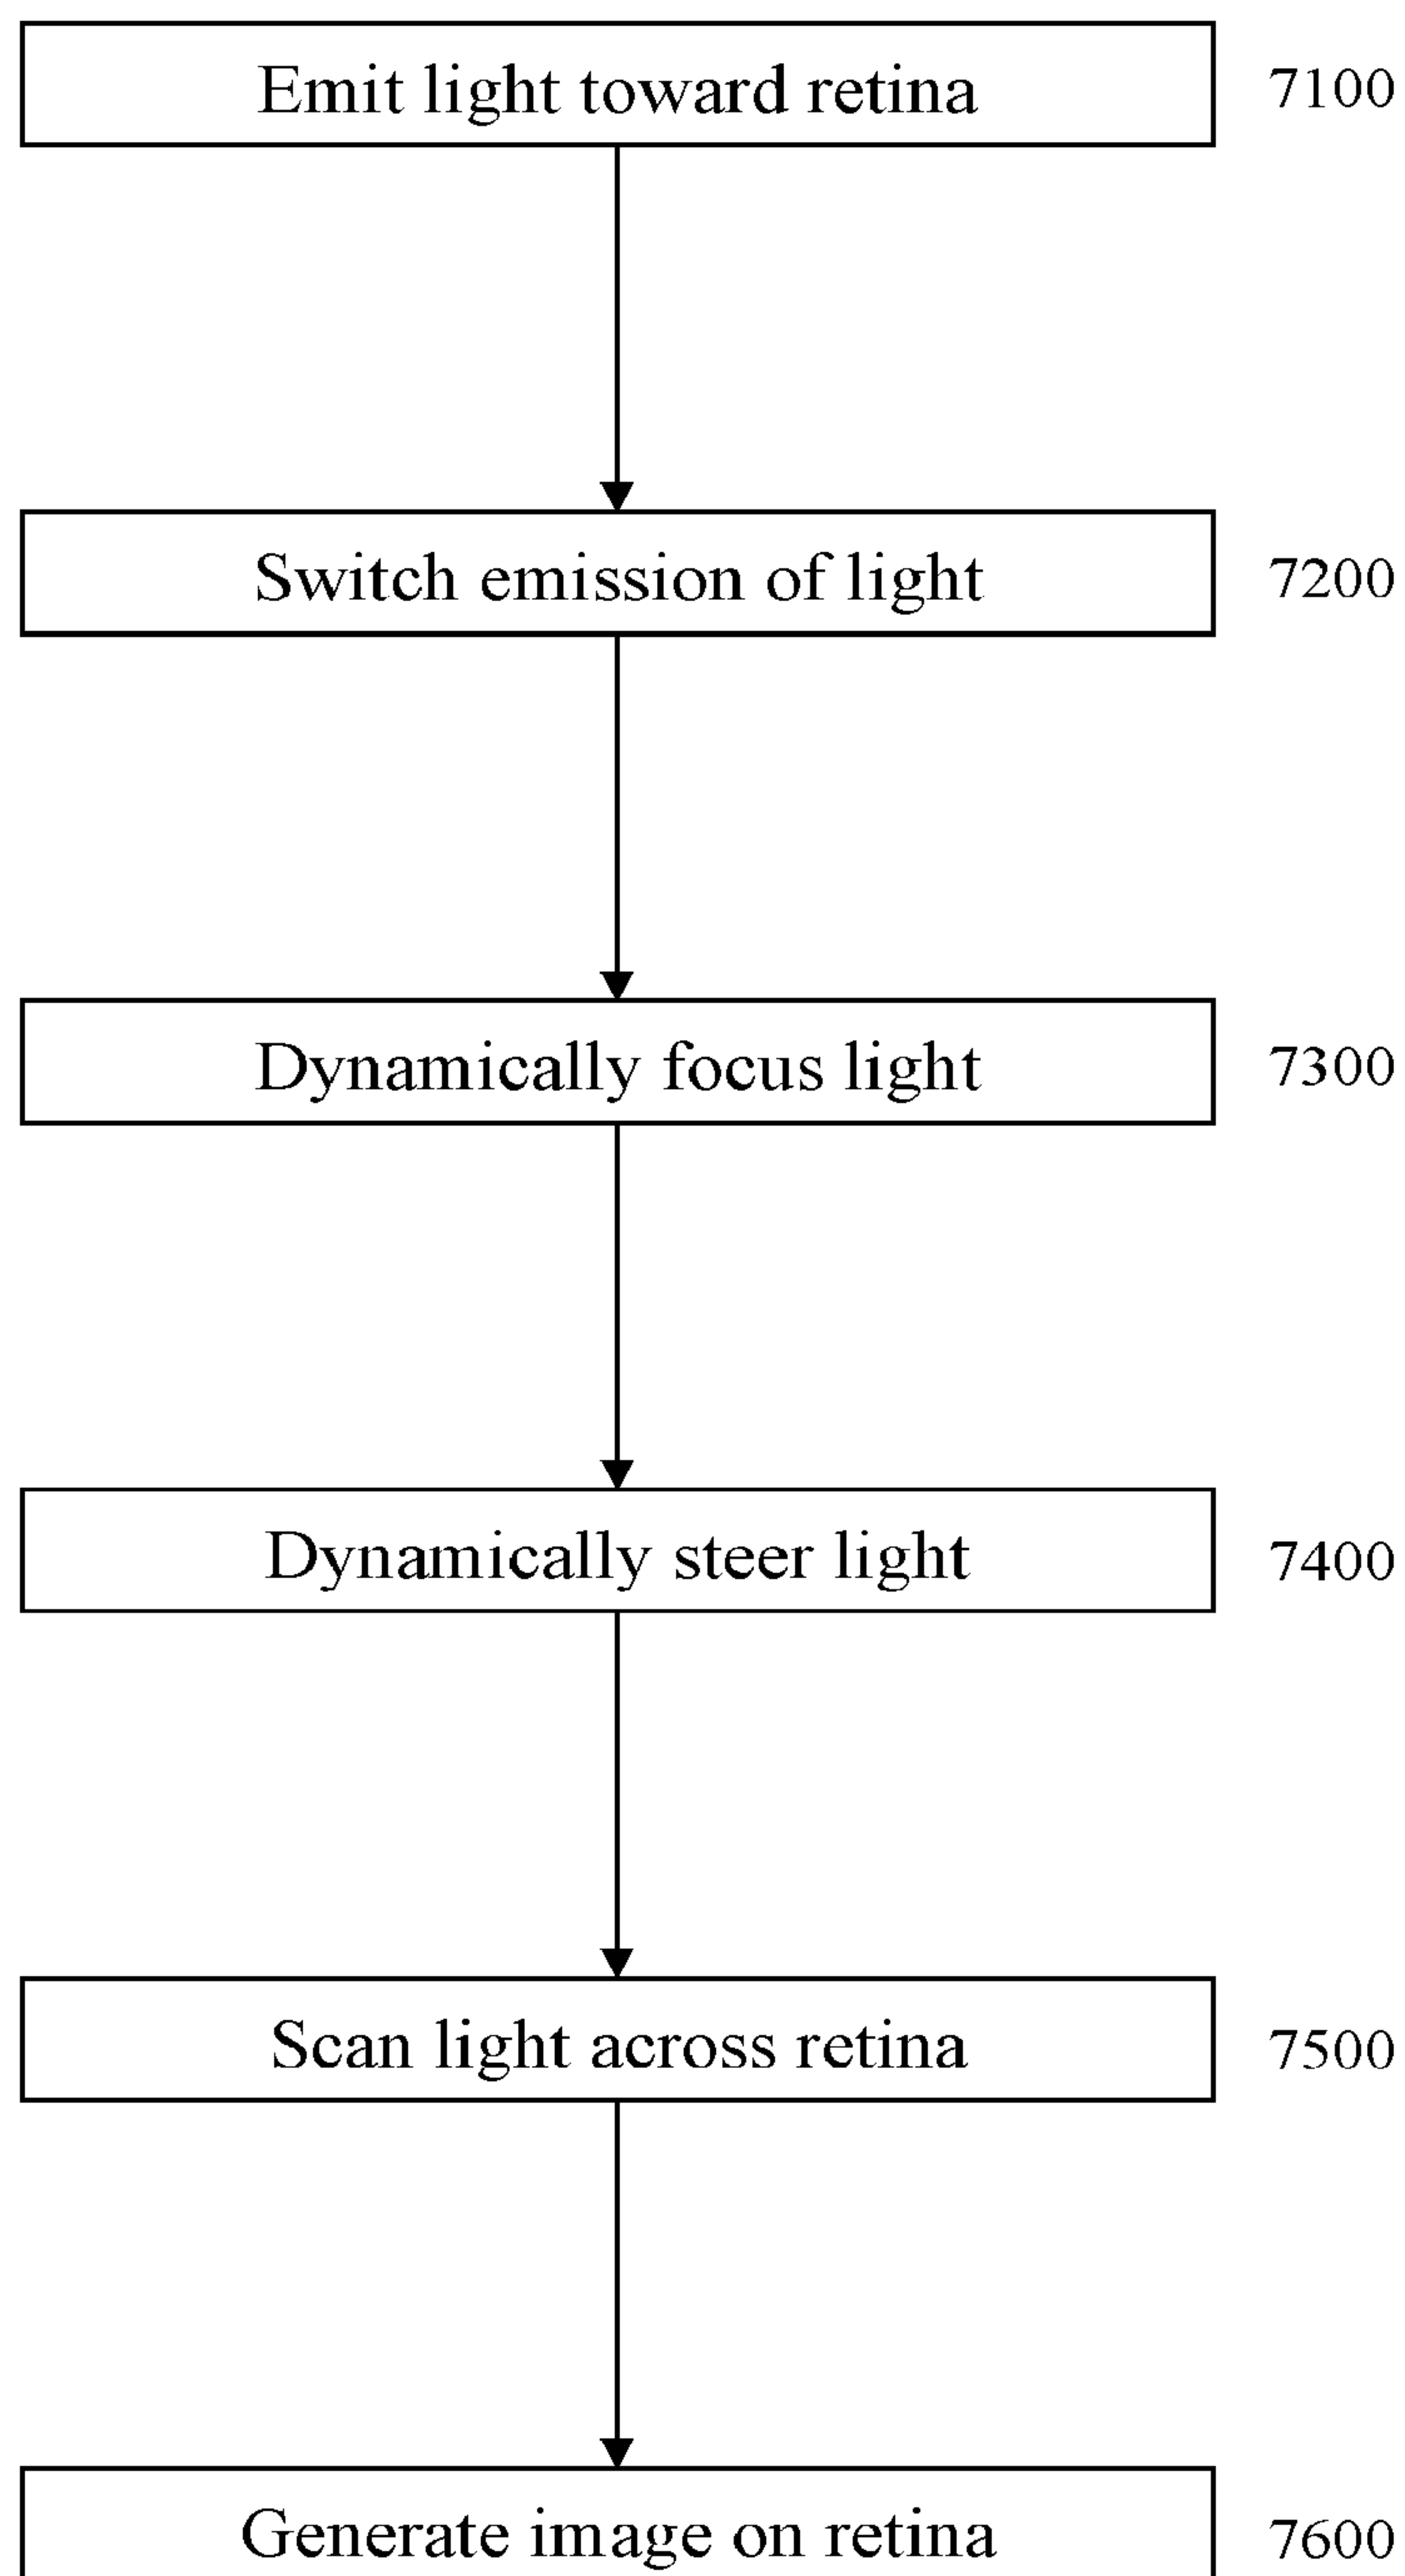 Emit light toward retina 7100
Switch emission of light 7200
Dynamically focus light 7300
Dynamically steer light 7400
Scan light across retina 7500
Generate image on retina 7600